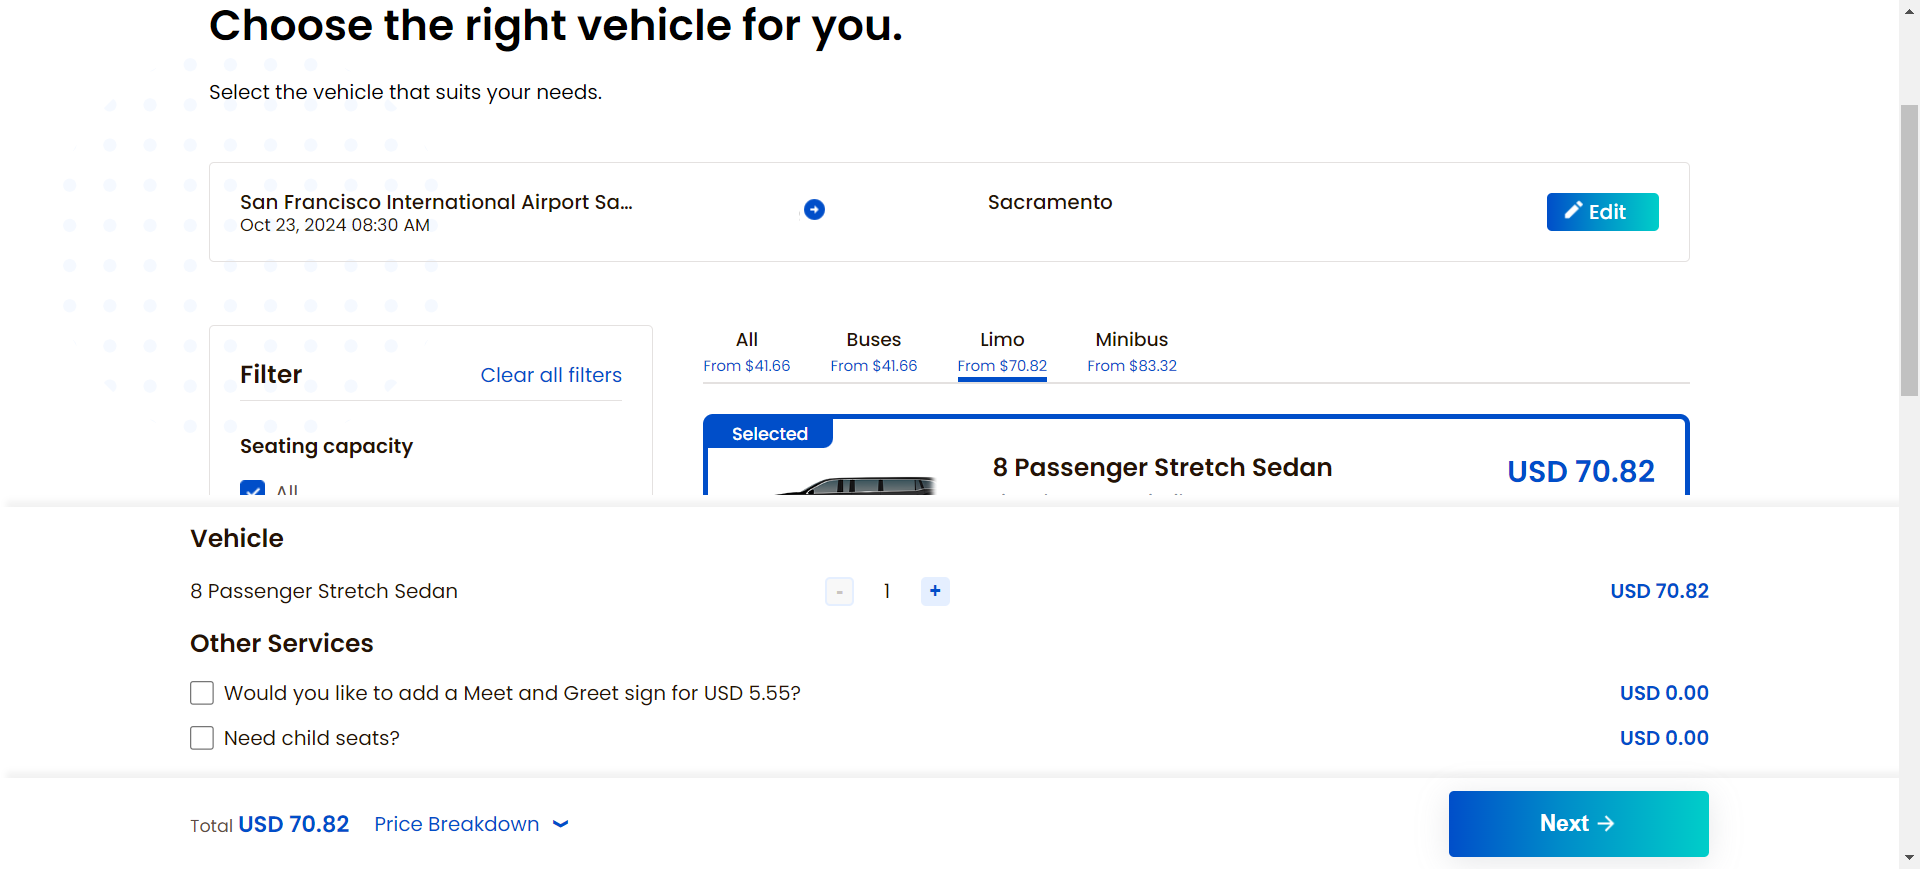 Choose the right vehicle for you.
Select the vehicle that suits your needs.
San Francisco International Airport Sa...
Oct 23, 2024 08:30 AM
Sacramento
Edit
Filter
Clear all filters
Seating capacity
All
All
From $41.66
Buses
From $41.66
Limo
From $70.82
Minibus
From $83.32
Selected
8 Passenger Stretch Sedan
USD 70.82
Vehicle
8 Passenger Stretch Sedan
- 1 +
USD 70.82
Other Services
Would you like to add a Meet and Greet sign for USD 5.55?
USD 0.00
Need child seats?
USD 0.00
Total USD 70.82
Price Breakdown
Next →